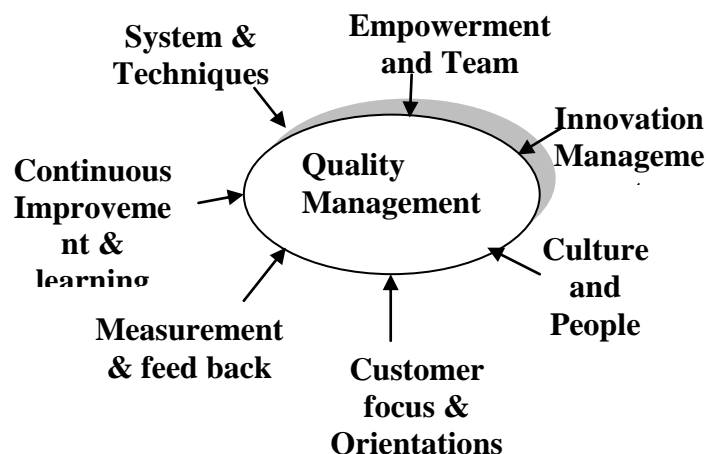 System &
Techniques
Empowerment
and Team
Innovation
Manageme
Quality
Management
Continuous
Improveme
nt &
learning
Culture
and
People
Measurement
& feed back
Customer
focus &
Orientations